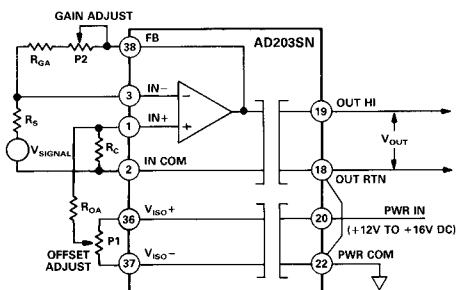 GAIN ADJUST
AD203SN
FB
38
RGA
P2
3
IN−
−
19
OUT HI
RS
1
IN+
+
VOUT
VSIGNAL
RC
2
IN COM
18
OUT RTN
ROA
36
VISO+
20
PWR IN
(+12V TO +16V DC)
P1
OFFSET
ADJUST
37
VISO−
22
PWR COM